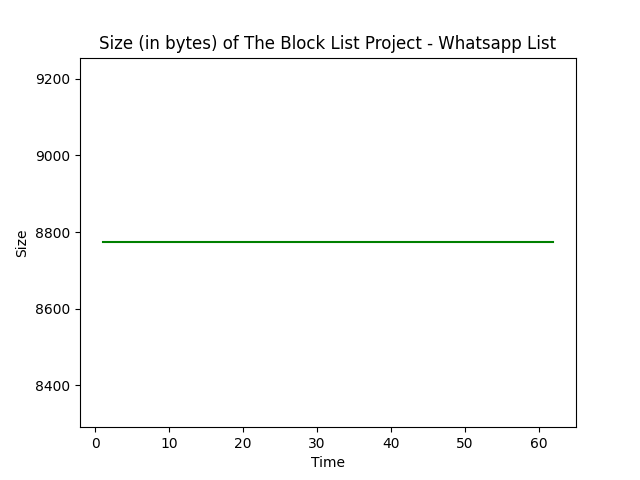 Size (in bytes) of The Block List Project - Whatsapp List
9200
9000
8800
8600
8400
Size
0 10 20 30 40 50 60
Time